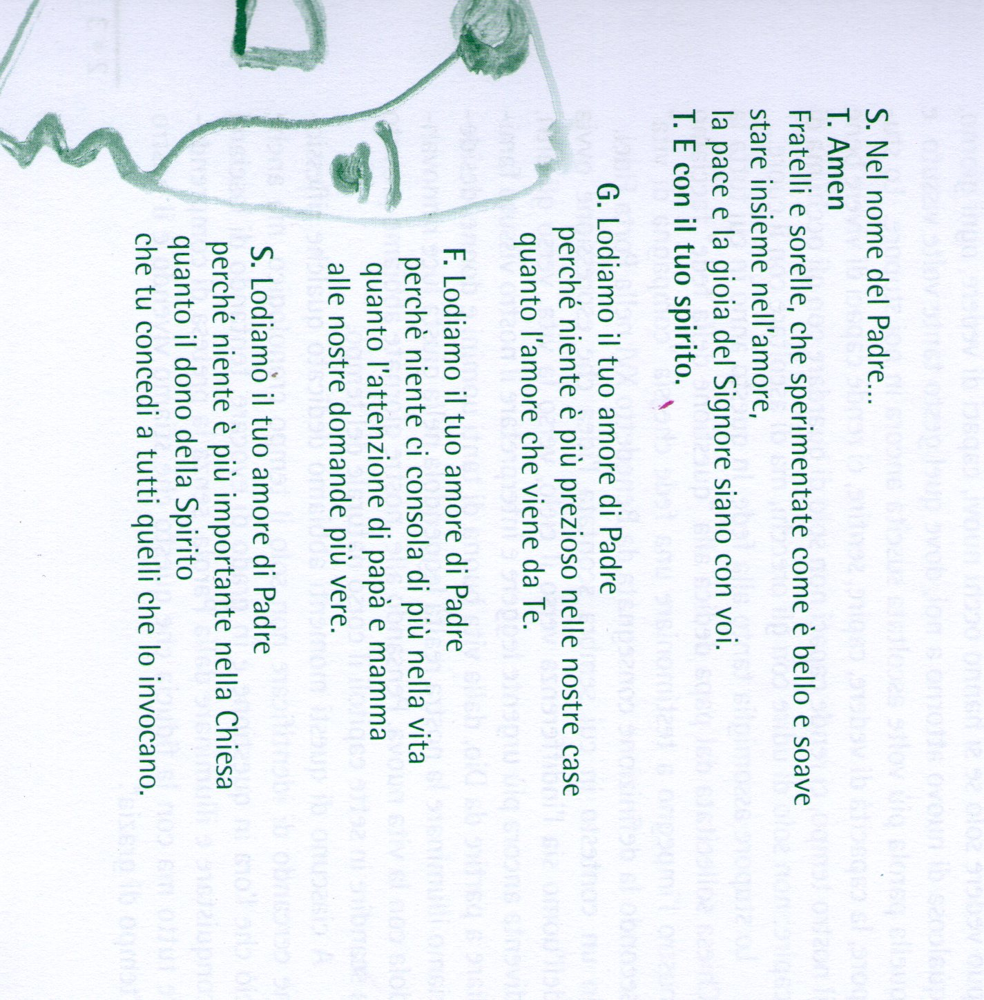 S. Nel nome del Padre...
T. Amen
Fratelli e sorelle, che sperimentate come è bello e soave
stare insieme nell'amore,
la pace e la gioia del Signore siano con voi.
T. E con il tuo spirito.
G. Lodiamo il tuo amore di Padre
perché niente è più prezioso nelle nostre case
quanto l'amore che viene da Te.
F. Lodiamo il tuo amore di Padre
perchè niente ci consola di più nella vita
quanto l'attenzione di papà e mamma
alle nostre domande più vere.
S. Lodiamo il tuo amore di Padre
perché niente è più importante nella Chiesa
quanto il dono della Spirito
che tu concedi a tutti quelli che lo invocano.